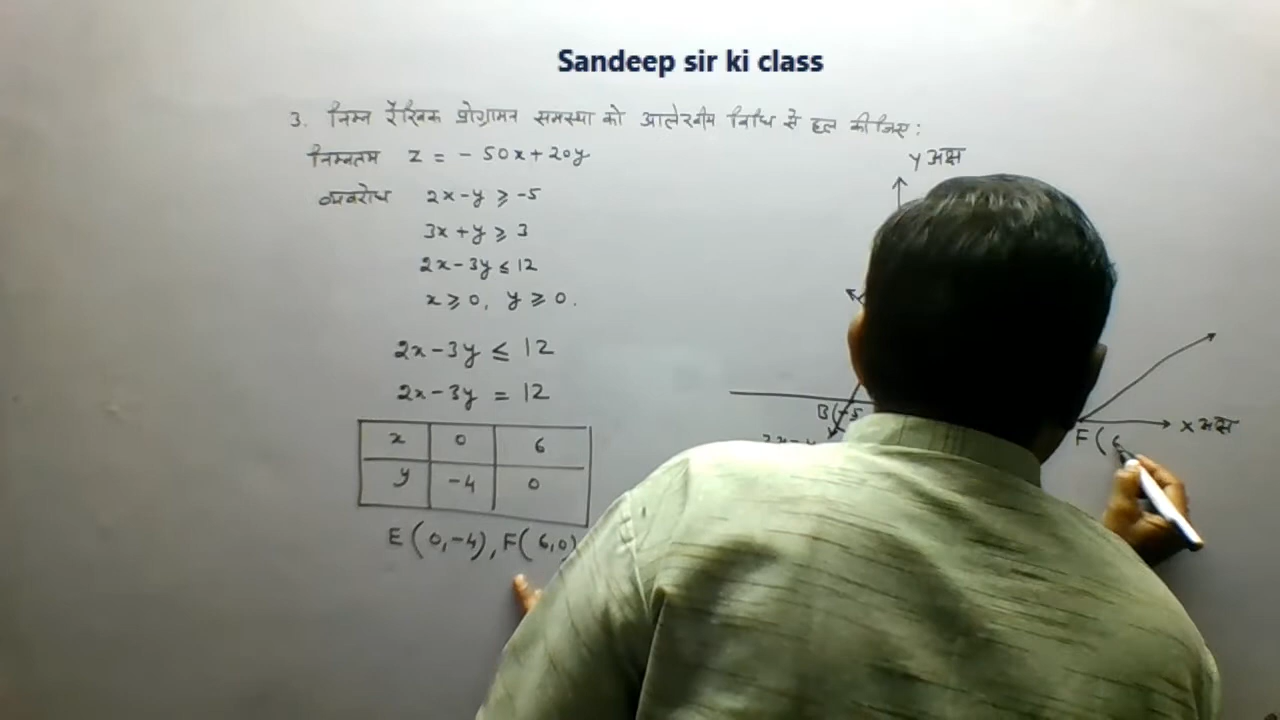 Sandeep sir ki class
3. निम्न रैखिक प्रोग्रामन समस्या को आलेखीय विधि से हल कीजिए :
निम्नतम z = - 50x + 20y
व्यवरोध 2x - y ≥ -5
3x + y ≥ 3
2x - 3y ≤ 12
x ≥ 0, y ≥ 0.
2x - 3y ≤ 12
2x - 3y = 12
x 0 6
y -4 0
E (0,-4), F(6,0)
Y अक्ष
B(-5
X अक्ष
F (6